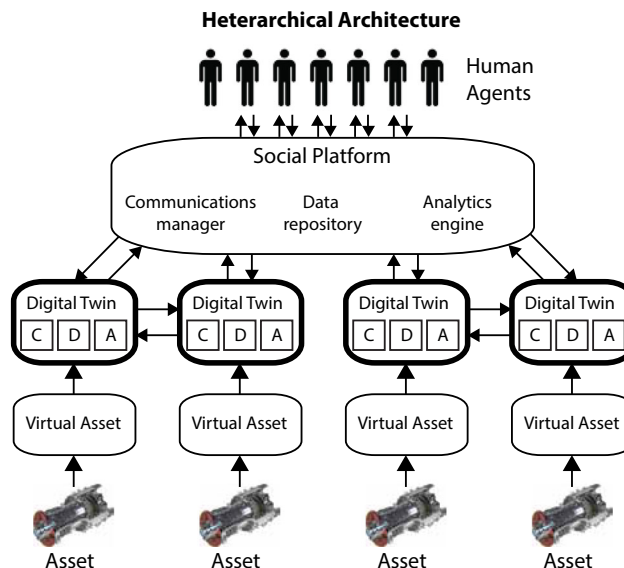 Heterarchical Architecture
Human
Agents
Social Platform
Communications
manager
Data
repository
Analytics
engine
Digital Twin
C D A
Digital Twin
C D A
Digital Twin
C D A
Digital Twin
C D A
Virtual Asset
Virtual Asset
Virtual Asset
Virtual Asset
Asset
Asset
Asset
Asset